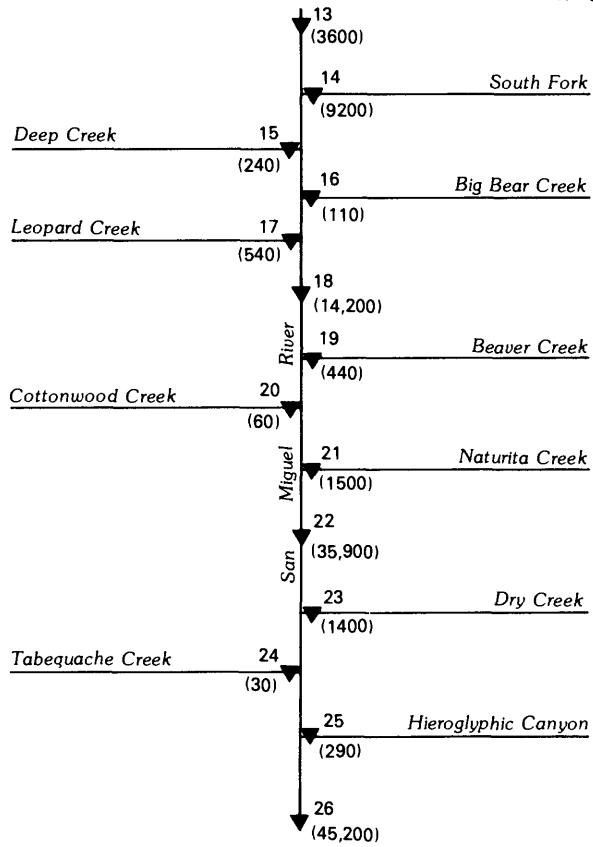 13
(3600)
14
South Fork
(9200)
Deep Creek
15
(240)
16
Big Bear Creek
(110)
Leopard Creek
17
(540)
18
(14,200)
19
Beaver Creek
(440)
Cottonwood Creek
20
(60)
21
Naturita Creek
(1500)
San Miguel River
22
(35,900)
23
Dry Creek
(1400)
Tabequache Creek
24
(30)
25
Hieroglyphic Canyon
(290)
26
(45,200)